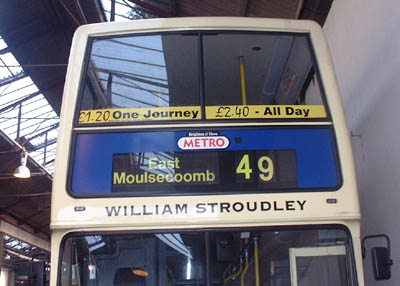 £1.20 One Journey £2.40 - All Day
Brighton & Hove
METRO
East
Moulsecoomb 49
WILLIAM STROUDLEY